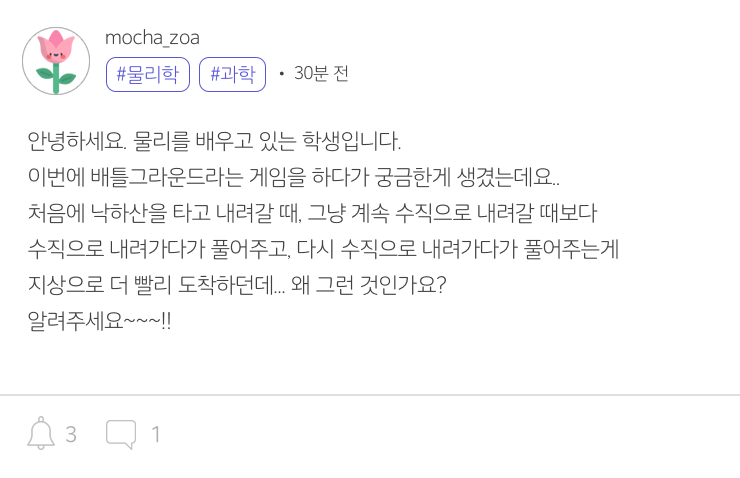 mocha_zoa
#물리학 #과학 • 30분 전
안녕하세요. 물리를 배우고 있는 학생입니다.
이번에 배틀그라운드라는 게임을 하다가 궁금한게 생겼는데요..
처음에 낙하산을 타고 내려갈 때, 그냥 계속 수직으로 내려갈 때보다
수직으로 내려가다가 풀어주고, 다시 수직으로 내려가다가 풀어주는게
지상으로 더 빨리 도착하던데... 왜 그런 것인가요?
알려주세요~~~!!
3 1